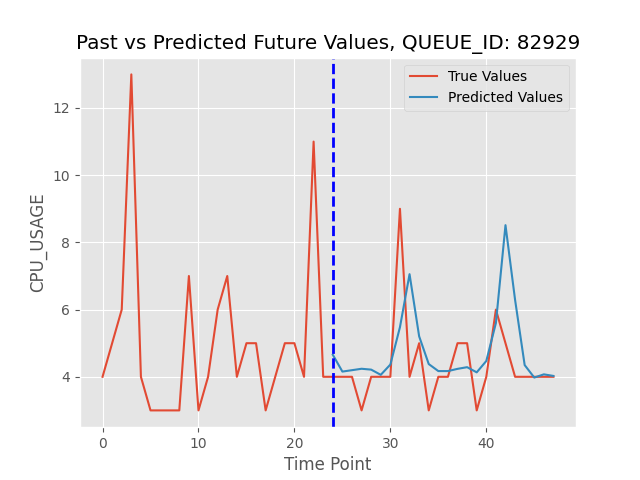 Past vs Predicted Future Values, QUEUE_ID: 82929
True Values
Predicted Values
CPU_USAGE
12
10
8
6
4
0 10 20 30 40
Time Point